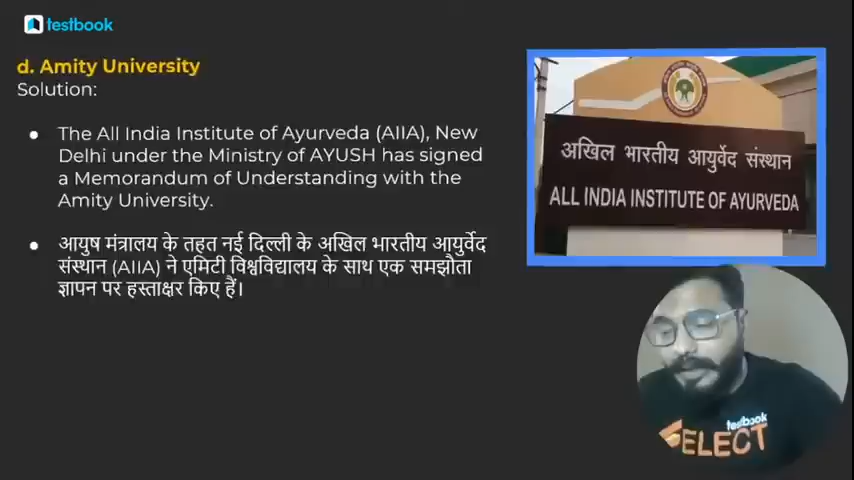 testbook
d. Amity University
Solution:
● The All India Institute of Ayurveda (AIIA), New
Delhi under the Ministry of AYUSH has signed
a Memorandum of Understanding with the
Amity University.
● आयुष मंत्रालय के तहत नई दिल्ली के अखिल भारतीय आयुर्वेद
संस्थान (AIIA) ने एमिटी विश्वविद्यालय के साथ एक समझौता
ज्ञापन पर हस्ताक्षर किए हैं।
अखिल भारतीय आयुर्वेद संस्थान
ALL INDIA INSTITUTE OF AYURVEDA
testbook
SELECT